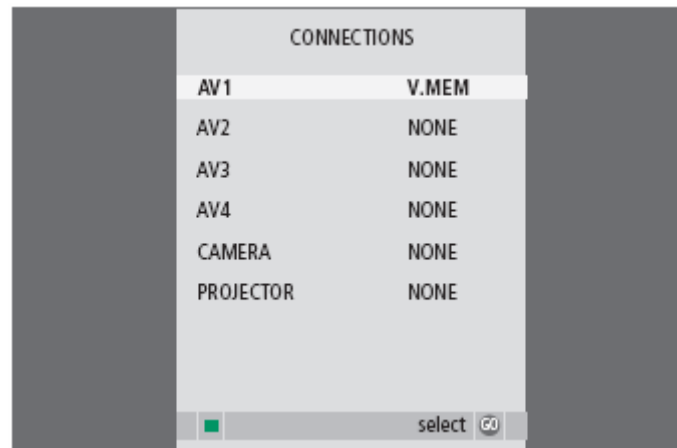 CONNECTIONS
AV1 V.MEM
AV2 NONE
AV3 NONE
AV4 NONE
CAMERA NONE
PROJECTOR NONE
select GO